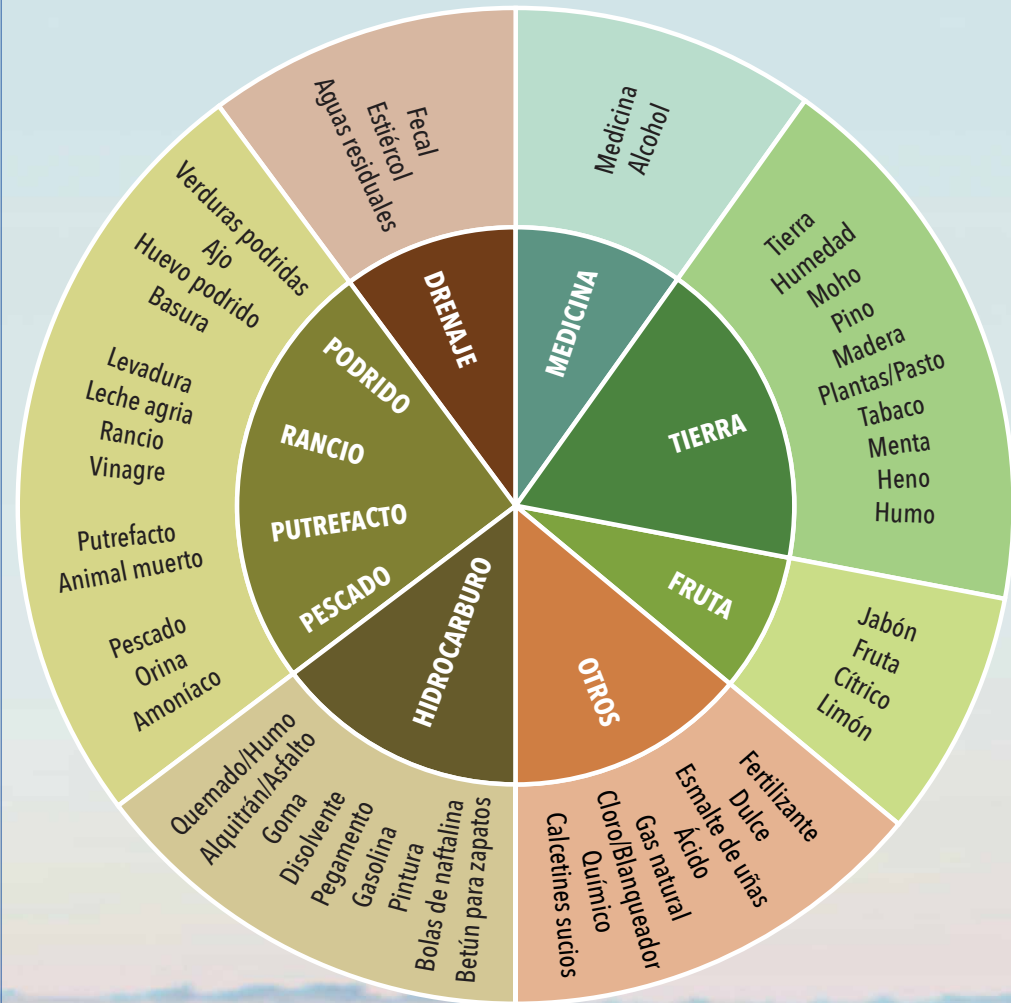 MEDICINA
Medicina
Alcohol
TIERRA
Tierra
Humedad
Moho
Pino
Madera
Plantas/Pasto
Tabaco
Menta
Heno
Humo
FRUTA
Jabón
Fruta
Cítrico
Limón
OTROS
Fertilizante
Dulce
Esmalte de uñas
Ácido
Gas natural
Cloro/Blanqueador
Químico
Calcetines sucios
HIDROCARBURO
Quemado/Humo
Alquitrán/Asfalto
Goma
Disolvente
Pegamento
Gasolina
Pintura
Bolas de naftalina
Betún para zapatos
PODRIDO
Verduras podridas
Ajo
Huevo podrido
Basura
RANCIO
Levadura
Leche agria
Rancio
Vinagre
PUTREFACTO
Putrefacto
Animal muerto
PESCADO
Pescado
Orina
Amoníaco
DRENAJE
Fecal
Estiércol
Aguas residuales